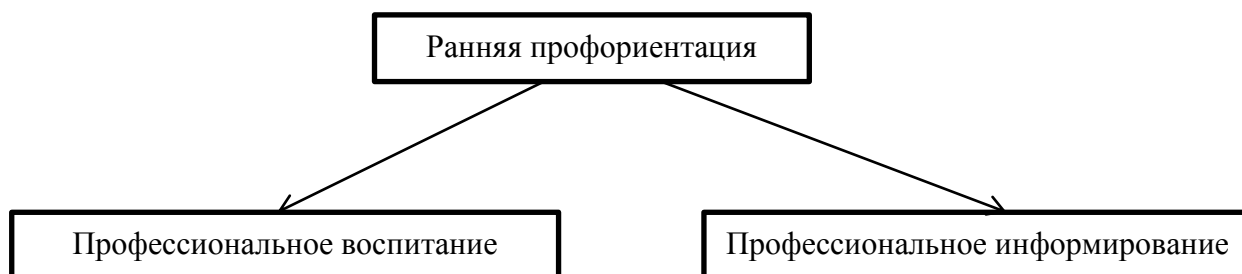 Ранняя профориентация
Профессиональное воспитание
Профессиональное информирование